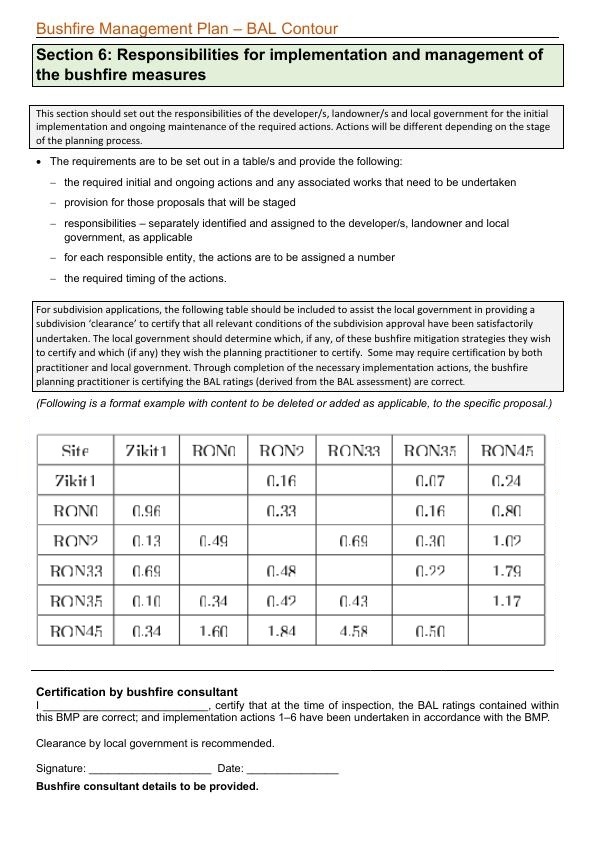 Bushfire Management Plan – BAL Contour
Section 6: Responsibilities for implementation and management of
the bushfire measures
This section should set out the responsibilities of the developer/s, landowner/s and local government for the initial
implementation and ongoing maintenance of the required actions. Actions will be different depending on the stage
of the planning process.
• The requirements are to be set out in a table/s and provide the following:
– the required initial and ongoing actions and any associated works that need to be undertaken
– provision for those proposals that will be staged
– responsibilities – separately identified and assigned to the developer/s, landowner and local
government, as applicable
– for each responsible entity, the actions are to be assigned a number
– the required timing of the actions.
For subdivision applications, the following table should be included to assist the local government in providing a
subdivision ‘clearance’ to certify that all relevant conditions of the subdivision approval have been satisfactorily
undertaken. The local government should determine which, if any, of these bushfire mitigation strategies they wish
to certify and which (if any) they wish the planning practitioner to certify.  Some may require certification by both
practitioner and local government. Through completion of the necessary implementation actions, the bushfire
planning practitioner is certifying the BAL ratings (derived from the BAL assessment) are correct.
(Following is a format example with content to be deleted or added as applicable, to the specific proposal.)
Site Zikit1 RON0 RON2 RON33 RON35 RON45
Zikit1 0.16 0.07 0.24
RON0 0.96 0.33 0.16 0.80
RON2 0.13 0.49 0.69 0.30 1.02
RON33 0.69 0.48 0.22 1.79
RON35 0.10 0.34 0.42 0.43 1.17
RON45 0.34 1.60 1.84 4.58 0.50
Certification by bushfire consultant
I ____________________________, certify that at time of inspection, the BAL ratings contained within
this BMP are correct; and implementation actions 1–6 have been undertaken in accordance with the BMP.
Clearance by local government is recommended.
Signature: ____________________ Date: _______________
Bushfire consultant details to be provided.